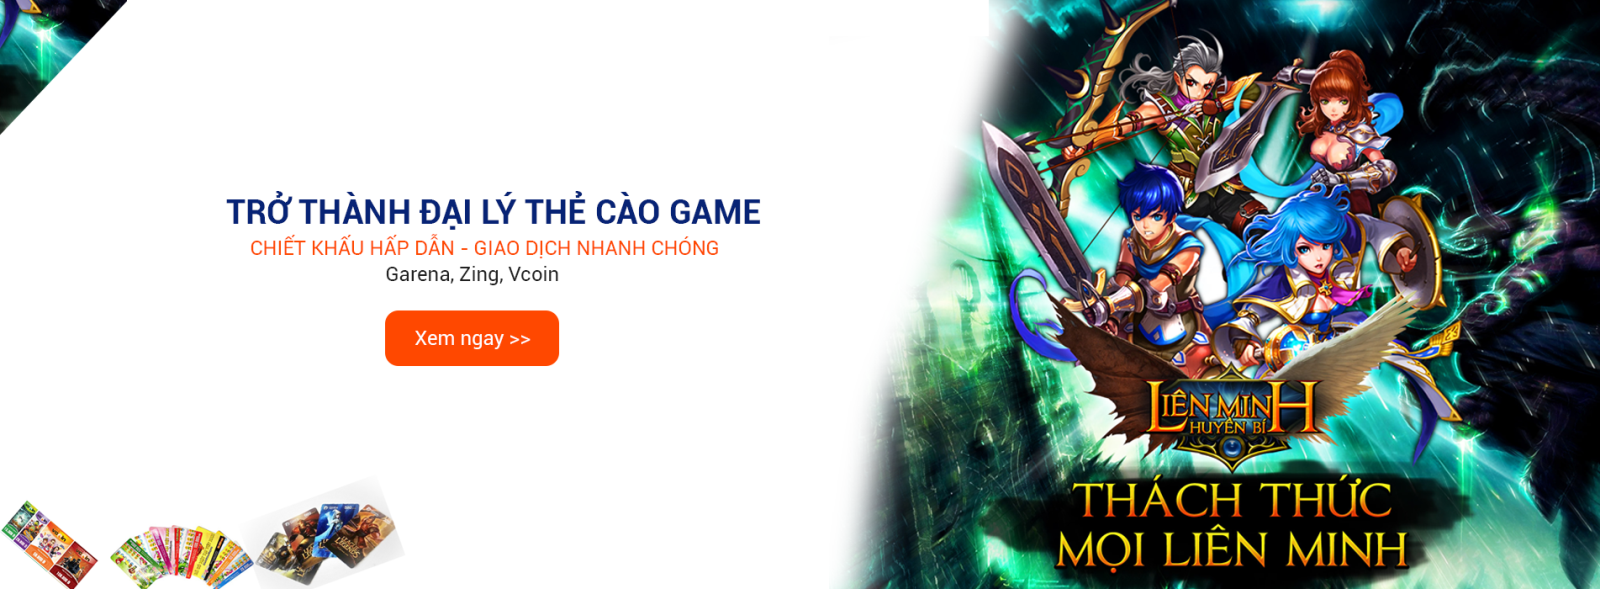 TRỞ THÀNH ĐẠI LÝ THẺ CÀO GAME
CHIẾT KHẤU HẤP DẪN - GIAO DỊCH NHANH CHÓNG
Garena, Zing, Vcoin
Xem ngay >>
LIÊN MINH
HUYỀN BÍ
THÁCH THỨC
MỌI LIÊN MINH